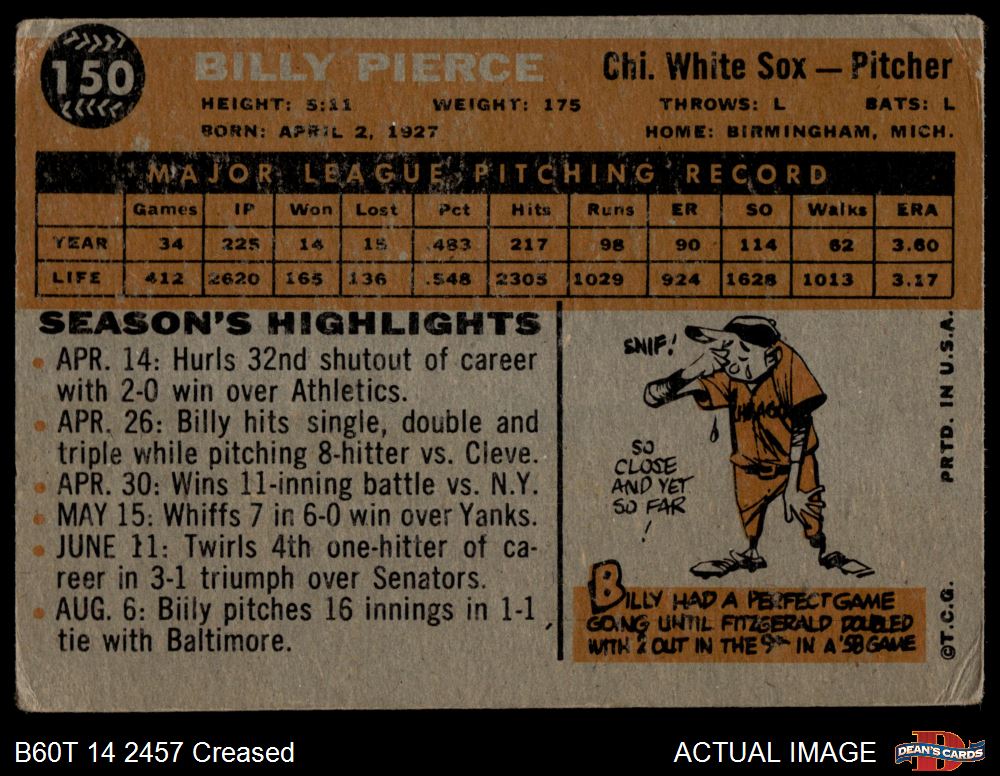 150
BILLY PIERCE
Chi. White Sox — Pitcher
HEIGHT: 5:11 WEIGHT: 175 THROWS: L BATS: L
BORN: APRIL 2, 1927 HOME: BIRMINGHAM, MICH.
MAJOR LEAGUE PITCHING RECORD
Games IP Won Lost Pct Hits Runs ER SO Walks ERA
YEAR 34 225 14 15 .483 217 98 90 114 62 3.60
LIFE 412 2620 165 136 .548 2305 1029 924 1628 1013 3.17
SEASON'S HIGHLIGHTS
• APR. 14: Hurls 32nd shutout of career
with 2-0 win over Athletics.
• APR. 26: Billy hits single, double and
triple while pitching 8-hitter vs. Cleve.
• APR. 30: Wins 11-inning battle vs. N.Y.
• MAY 15: Whiffs 7 in 6-0 win over Yanks.
• JUNE 11: Twirls 4th one-hitter of ca-
reer in 3-1 triumph over Senators.
• AUG. 6: Billy pitches 16 innings in 1-1
tie with Baltimore.
SNIF!
CHICAGO
SO
CLOSE
AND YET
SO FAR
!
BILLY HAD A PERFECT GAME
GOING UNTIL FITZGERALD DOUBLED
WITH 2 OUT IN THE 9TH IN A '58 GAME
©T.C.G. PRTD. IN U.S.A.
B60T 14 2457 Creased
ACTUAL IMAGE
D
DEAN'S CARDS